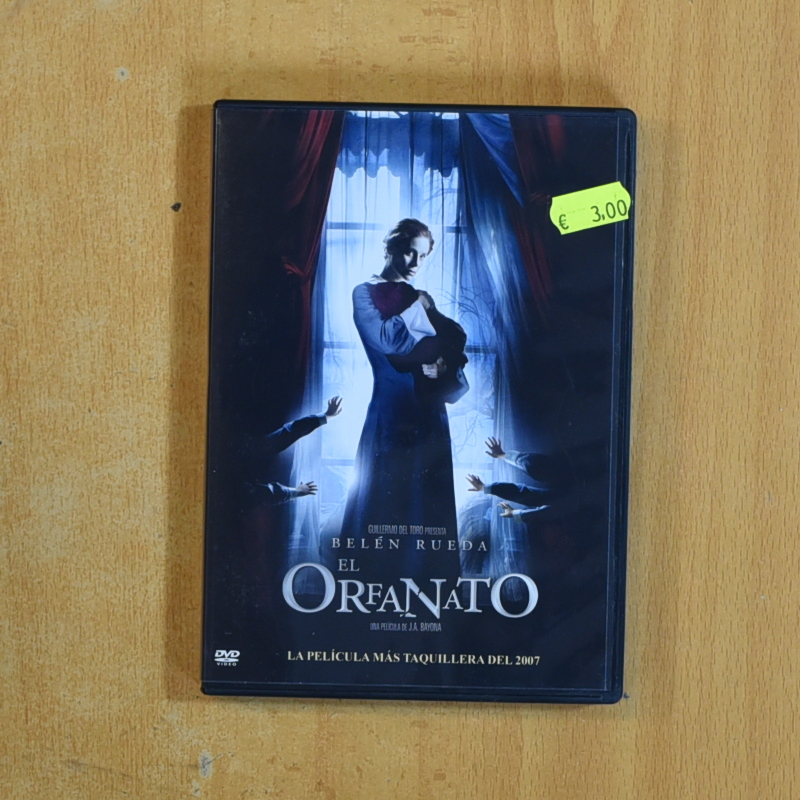 € 3,00
GUILLERMO DEL TORO PRESENTA
BELÉN RUEDA
EL
ORFANATO
UNA PELÍCULA DE J.A. BAYONA
DVD
VIDEO
LA PELÍCULA MÁS TAQUILLERA DEL 2007